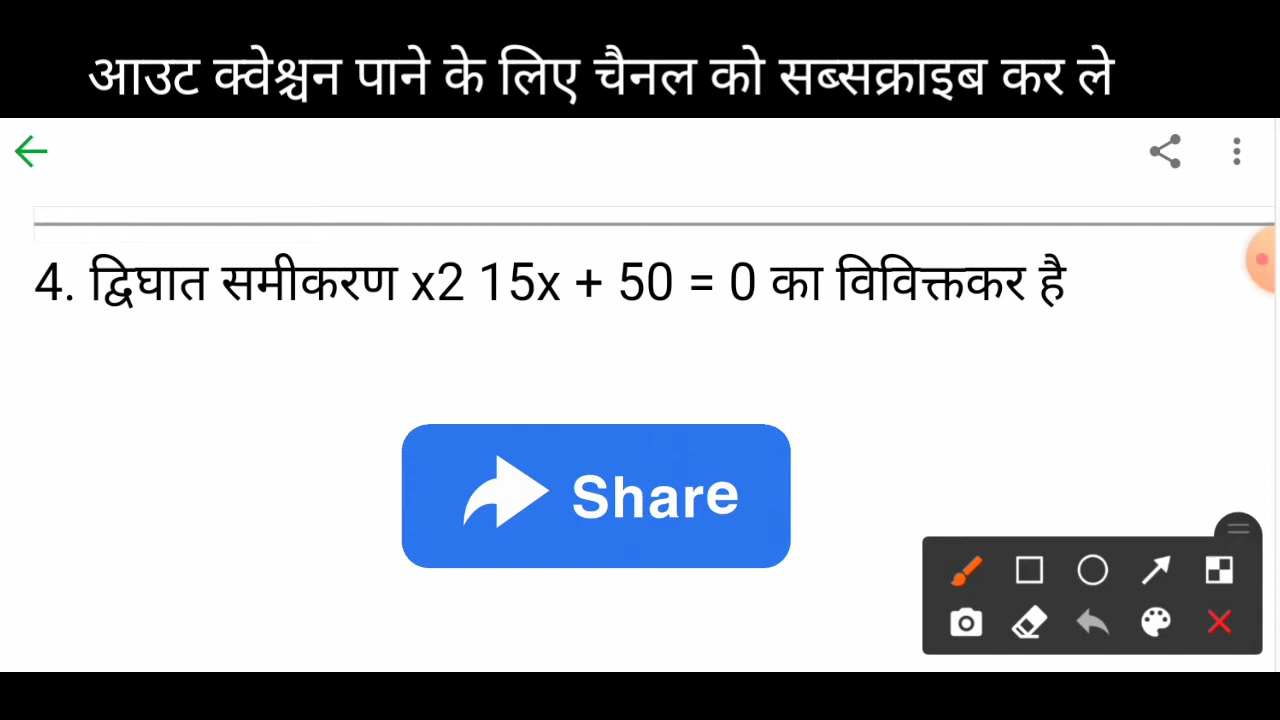 आउट क्वेश्चन पाने के लिए चैनल को सब्सक्राइब कर ले
4. द्विघात समीकरण x2 15x + 50 = 0 का विविक्तकर है
Share